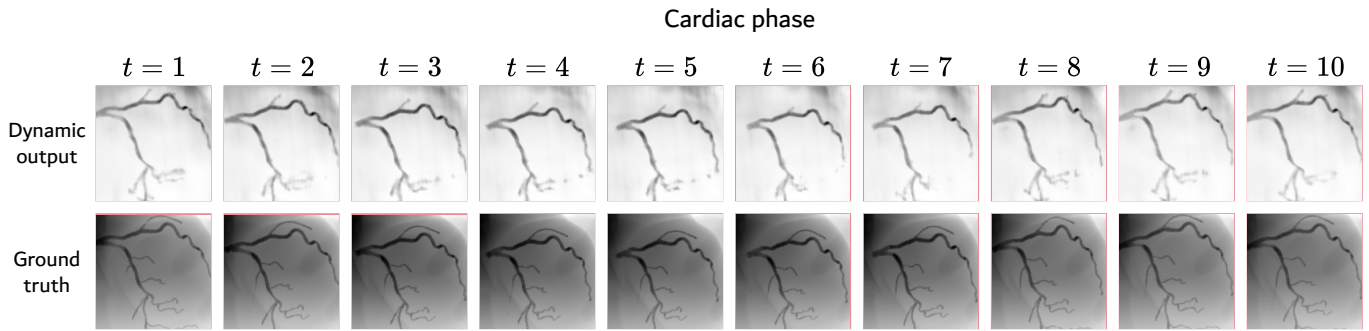 Cardiac phase
t = 1 t = 2 t = 3 t = 4 t = 5 t = 6 t = 7 t = 8 t = 9 t = 10
Dynamic
output
Ground
truth